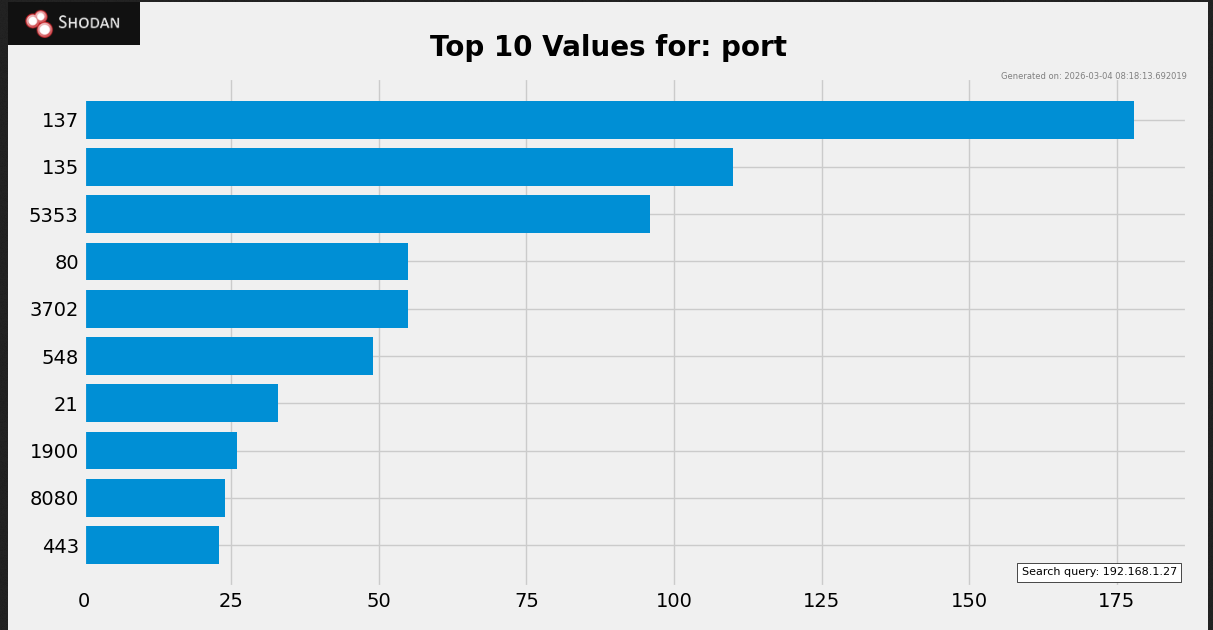 SHODAN
Top 10 Values for: port
Generated on: 2026-03-04 08:18:13.692019
137
135
5353
80
3702
548
21
1900
8080
443
Search query: 192.168.1.27
0 25 50 75 100 125 150 175